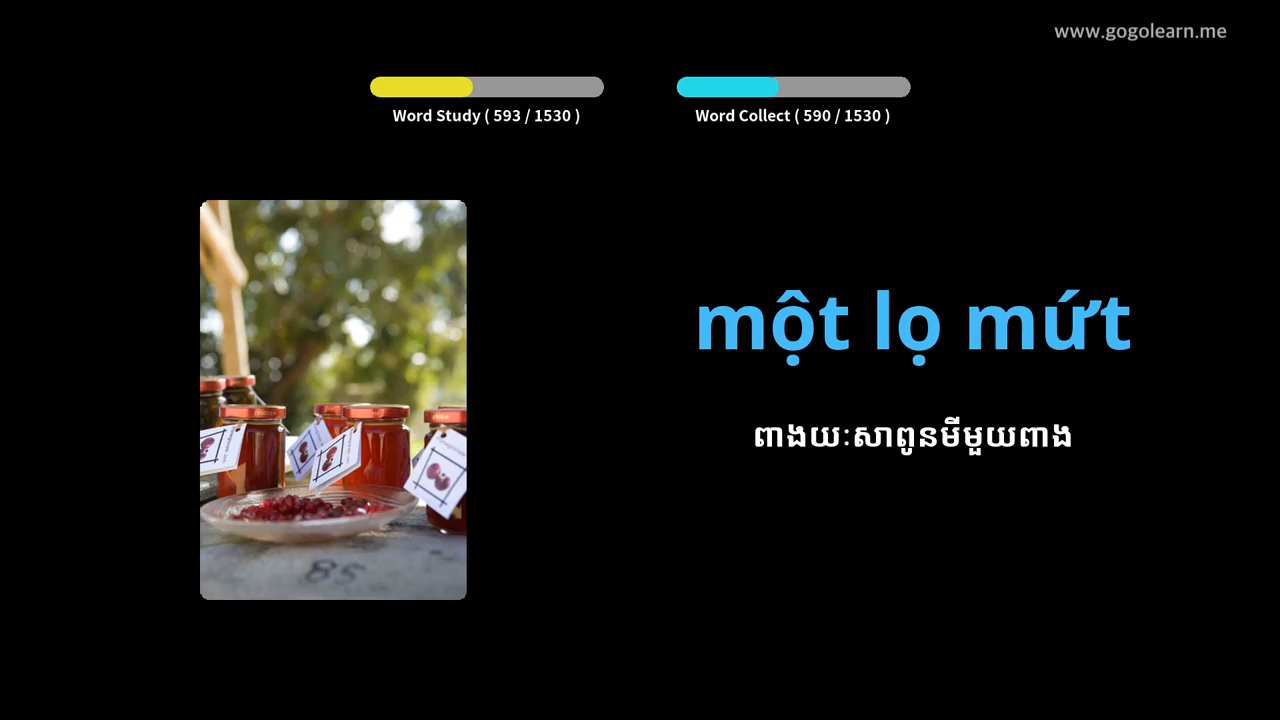 www.gogolearn.me
Word Study ( 593 / 1530 )
Word Collect ( 590 / 1530 )
một lọ mứt
ពាងយៈសាពូនមីមួយពាង
85